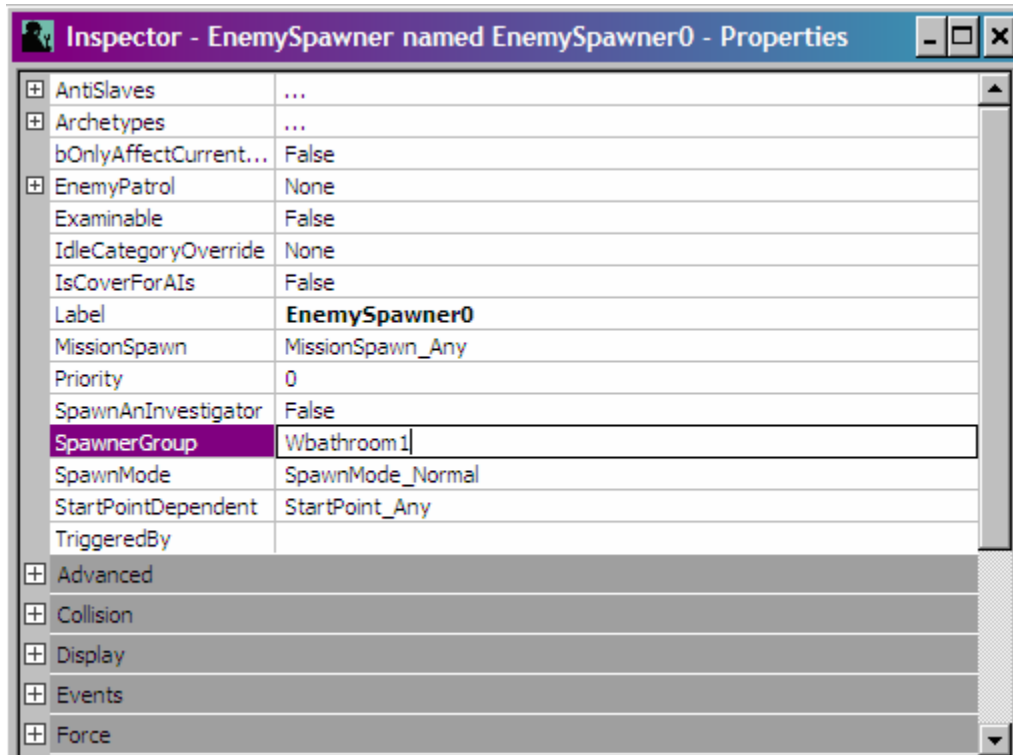 Inspector - EnemySpawner named EnemySpawner0 - Properties
AntiSlaves ...
Archetypes ...
bOnlyAffectCurrent... False
EnemyPatrol None
Examinable False
IdleCategoryOverride None
IsCoverForAIs False
Label EnemySpawner0
MissionSpawn MissionSpawn_Any
Priority 0
SpawnAnInvestigator False
SpawnerGroup Wbathroom1
SpawnMode SpawnMode_Normal
StartPointDependent StartPoint_Any
TriggeredBy
Advanced
Collision
Display
Events
Force